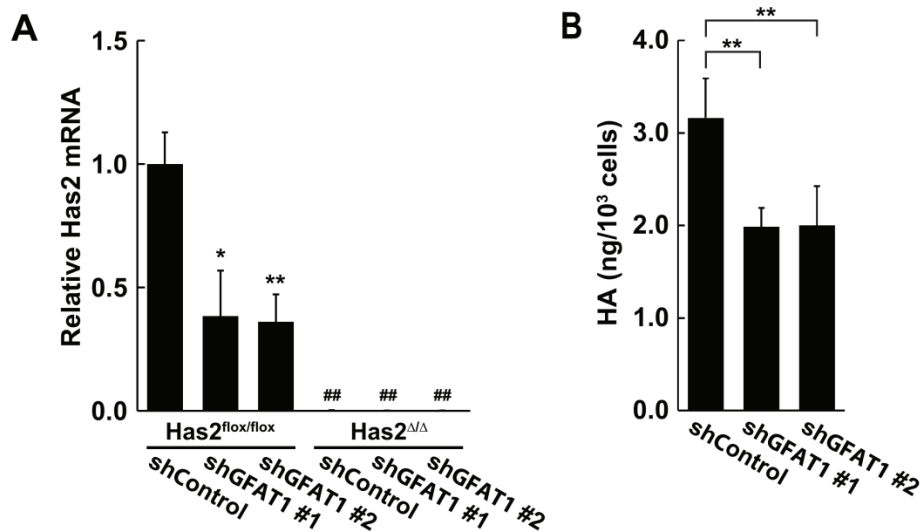 A
Relative Has2 mRNA
1.5
1.0
0.5
0.0
*
**
##
##
##
Has2flox/flox
Has2Δ/Δ
shControl
shGFAT1 #1
shGFAT1 #2
shControl
shGFAT1 #1
shGFAT1 #2
B
HA (ng/10³ cells)
4.0
3.0
2.0
1.0
0.0
**
**
shControl
shGFAT1 #1
shGFAT1 #2